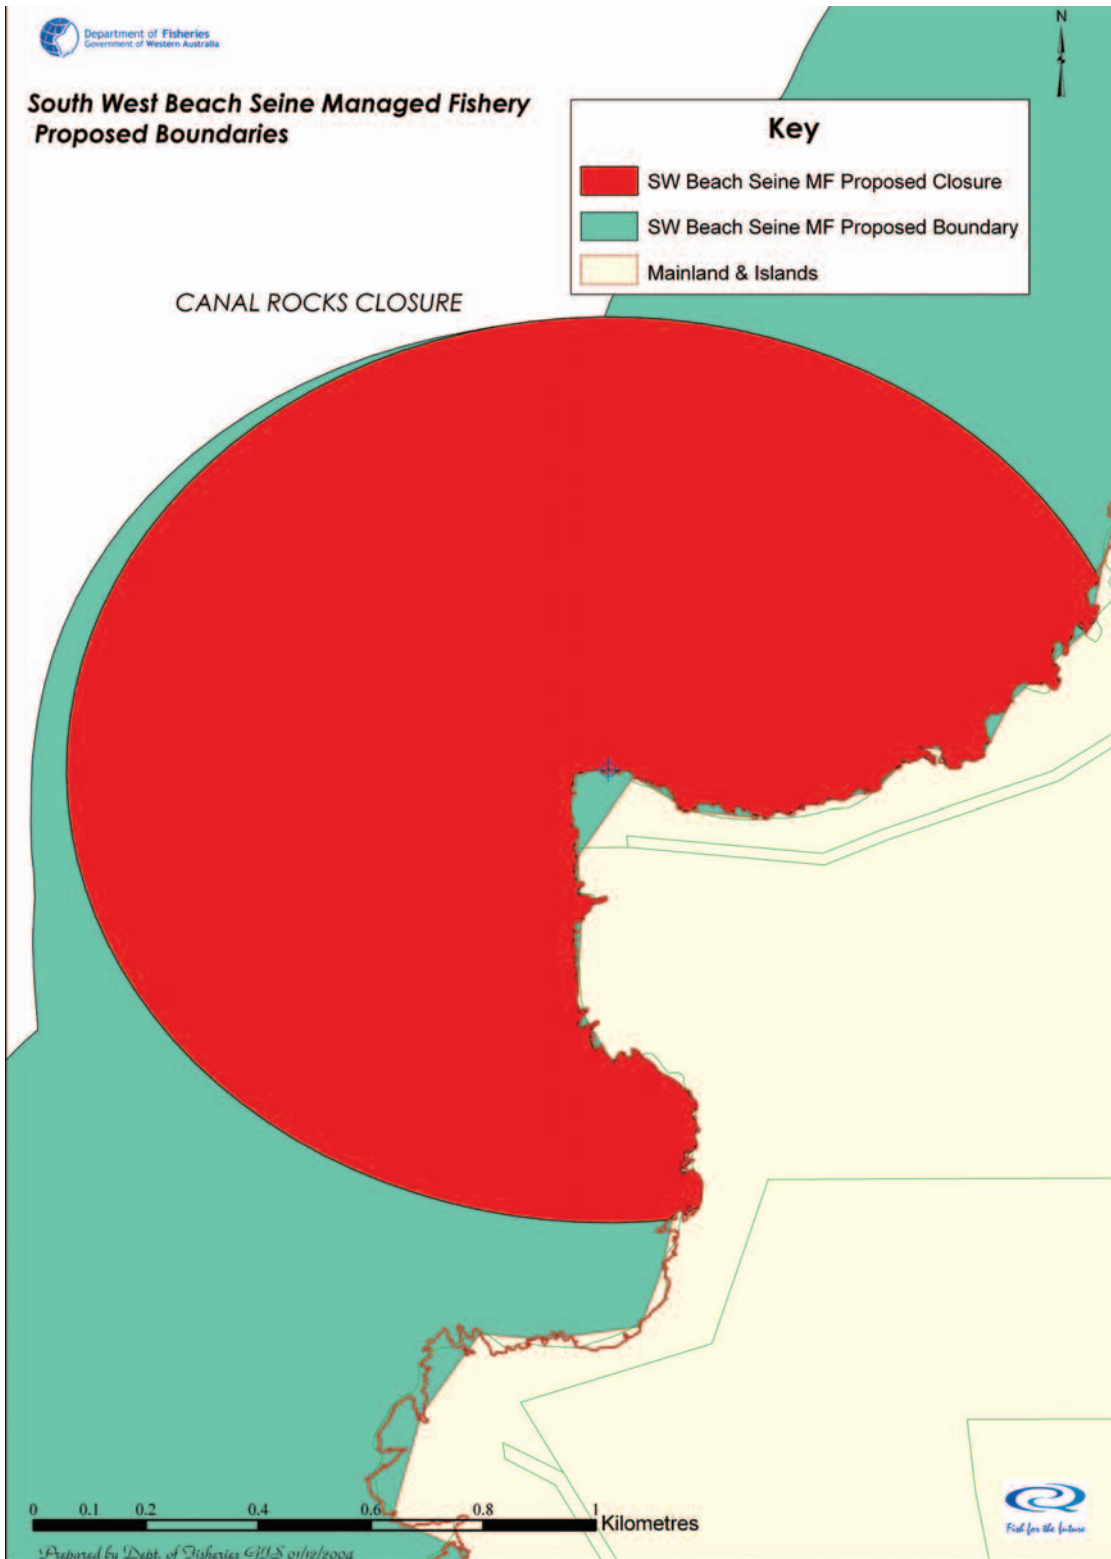 Department of Fisheries
Government of Western Australia
N
South West Beach Seine Managed Fishery
Proposed Boundaries
Key
SW Beach Seine MF Proposed Closure
SW Beach Seine MF Proposed Boundary
Mainland & Islands
CANAL ROCKS CLOSURE
0 0.1 0.2 0.4 0.6 0.8 1
Kilometres
Fish for the future
Prepared by Dept. of Fisheries GIS 01/12/2004